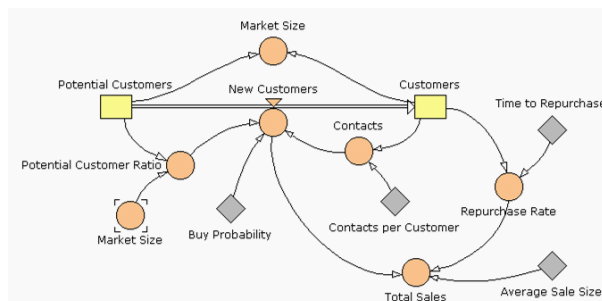 Market Size
Potential Customers
New Customers
Customers
Time to Repurchase
Contacts
Potential Customer Ratio
Repurchase Rate
Market Size
Buy Probability
Contacts per Customer
Total Sales
Average Sale Size